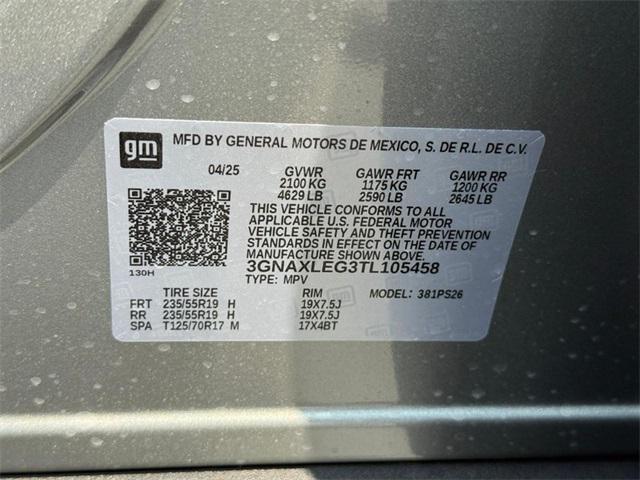 gm MFD BY GENERAL MOTORS DE MEXICO, S. DE R.L. DE C.V.
04/25 GVWR GAWR FRT GAWR RR
2100 KG 1175 KG 1200 KG
4629 LB 2590 LB 2645 LB
THIS VEHICLE CONFORMS TO ALL
APPLICABLE U.S. FEDERAL MOTOR
VEHICLE SAFETY AND THEFT PREVENTION
STANDARDS IN EFFECT ON THE DATE OF
MANUFACTURE SHOWN ABOVE.
130H 3GNAXLEG3TL105458
TYPE: MPV
TIRE SIZE RIM MODEL: 381PS26
FRT 235/55R19 H 19X7.5J
RR 235/55R19 H 19X7.5J
SPA T125/70R17 M 17X4BT